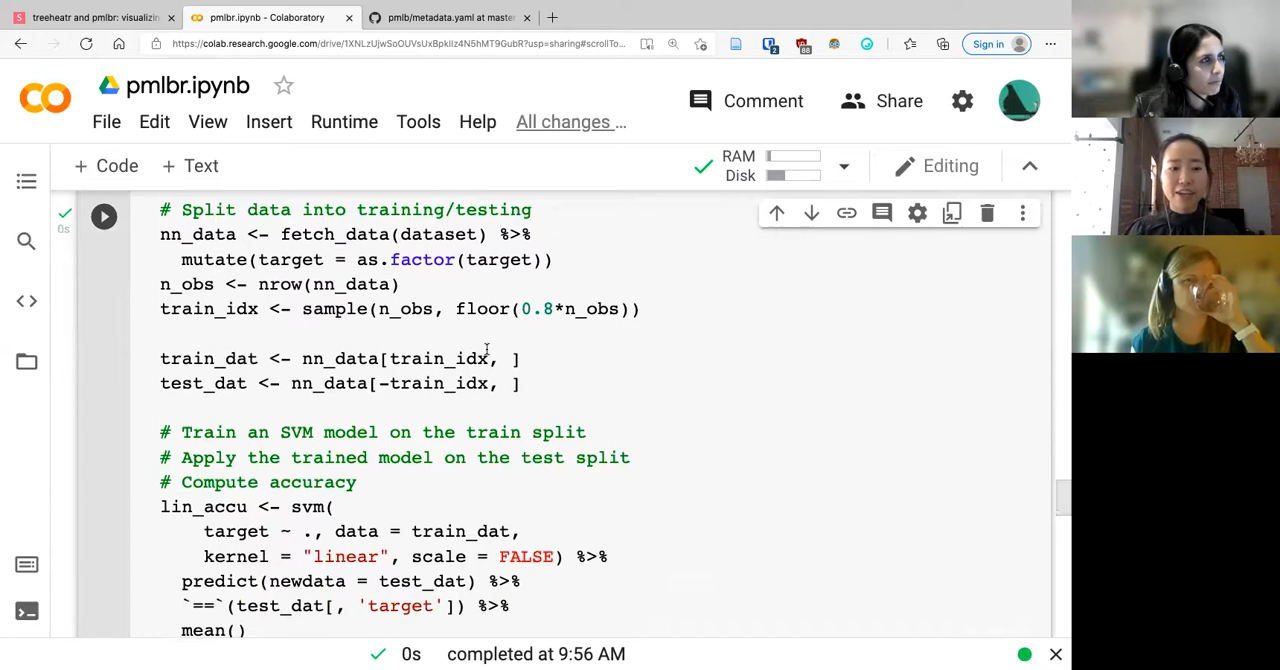 treeheatr and pmlbr: visualizin
pmlbr.ipynb - Colaboratory
pmlb/metadata.yaml at master
https://colab.research.google.com/drive/1XNLzUjwSoOUVsUxBpkiIz4N5hMT9GubR?usp=sharing#scrollTo...
2
88
Sign in
pmlbr.ipynb
Comment
Share
File Edit View Insert Runtime Tools Help All changes ...
+ Code + Text
RAM
Disk
Editing
# Split data into training/testing
0s
nn_data <- fetch_data(dataset) %>%
mutate(target = as.factor(target))
n_obs <- nrow(nn_data)
train_idx <- sample(n_obs, floor(0.8*n_obs))
train_dat <- nn_data[train_idx, ]
test_dat <- nn_data[-train_idx, ]
# Train an SVM model on the train split
# Apply the trained model on the test split
# Compute accuracy
lin_accu <- svm(
target ~ ., data = train_dat,
kernel = "linear", scale = FALSE) %>%
predict(newdata = test_dat) %>%
`==`(test_dat[, 'target']) %>%
mean()
0s completed at 9:56 AM